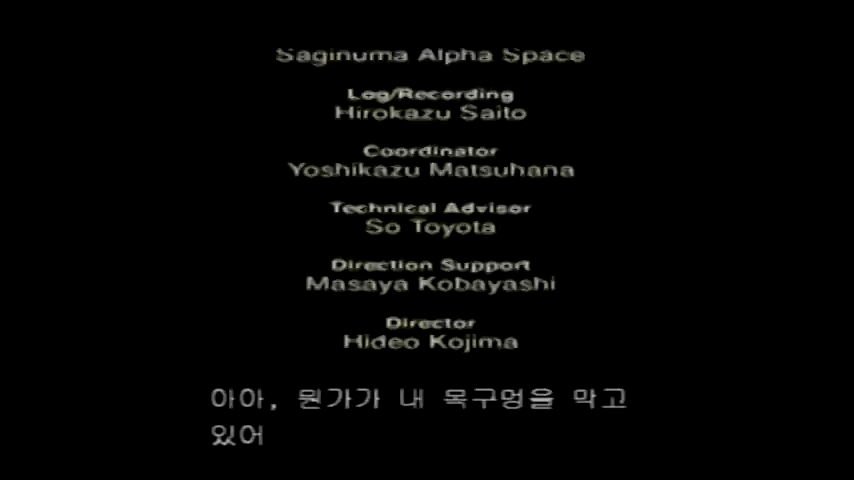 Saginuma Alpha Space
Log/Recording
Hirokazu Saito
Coordinator
Yoshikazu Matsuhana
Technical Advisor
So Toyota
Direction Support
Masaya Kobayashi
Director
Hideo Kojima
아아, 뭔가가 내 목구멍을 막고
있어